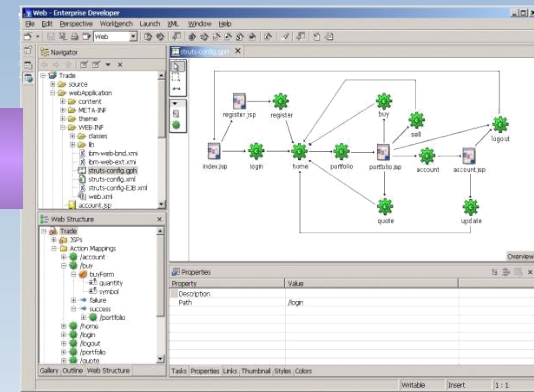 Web - Enterprise Developer
File Edit Perspective Workbench Launch XML Window Help
Web
Navigator
struts-config.gph
Trade
source
webApplication
content
META-INF
theme
WEB-INF
classes
lib
ibm-web-bnd.xmi
ibm-web-ext.xmi
struts-config.gph
struts-config.xml
struts-config-EJB.xml
web.xml
account.jsp
register.jsp
register
buy
sell
logout
index.jsp
login
home
portfolio
portfolio.jsp
account
account.jsp
quote
update
Overview
Web Structure
Trade
JSPs
Action Mappings
/account
/buy
buyForm
quantity
symbol
failure
success
/portfolio
/home
/login
/logout
/portfolio
/quote
Gallery Outline Web Structure
Properties
Property Value
Description
Path /login
Tasks Properties Links Thumbnail Styles Colors
Writable Insert 1 : 1